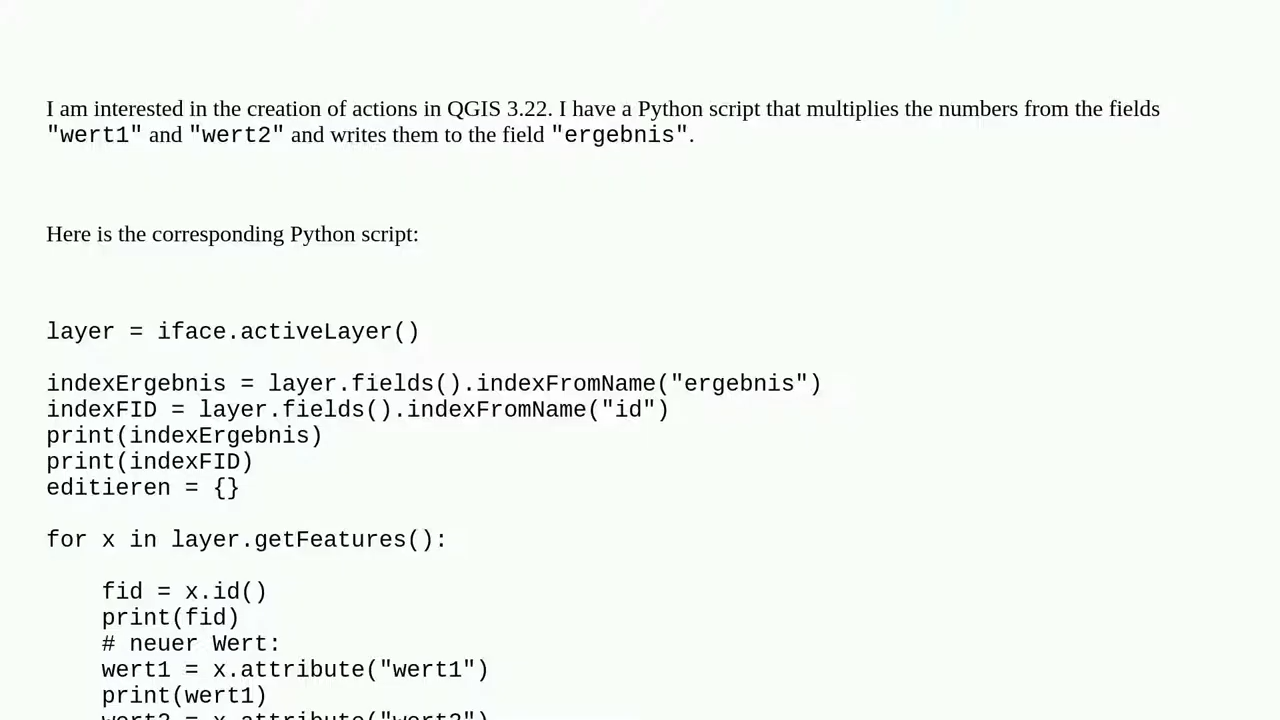 I am interested in the creation of actions in QGIS 3.22. I have a Python script that multiplies the numbers from the fields
"wert1" and "wert2" and writes them to the field "ergebnis".
Here is the corresponding Python script:
layer = iface.activeLayer()
indexErgebnis = layer.fields().indexFromName("ergebnis")
indexFID = layer.fields().indexFromName("id")
print(indexErgebnis)
print(indexFID)
editieren = {}
for x in layer.getFeatures():
    fid = x.id()
    print(fid)
    # neuer Wert:
    wert1 = x.attribute("wert1")
    print(wert1)
    wert2 = x.attribute("wert2")